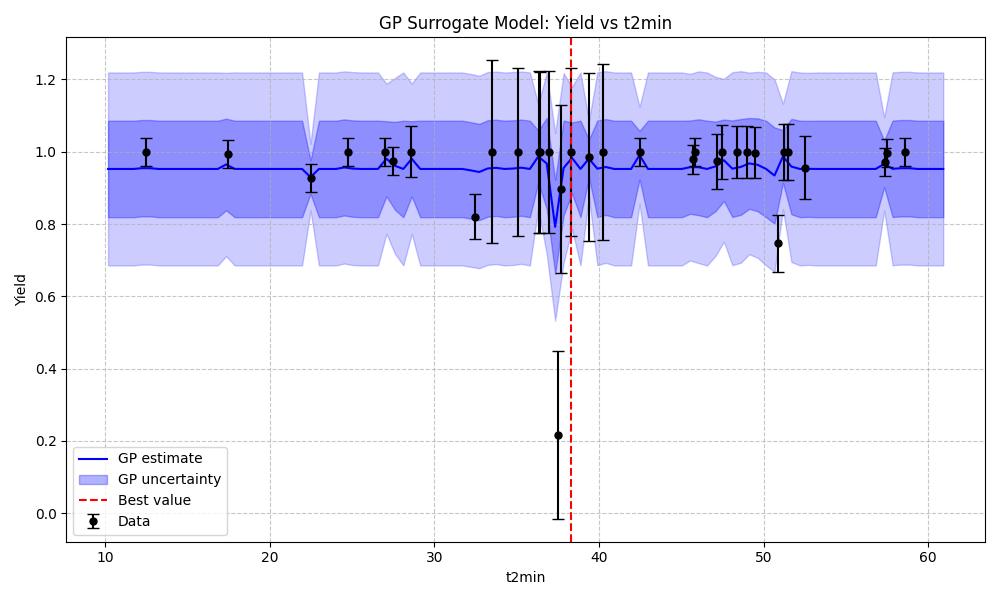 GP Surrogate Model: Yield vs t2min
Yield
1.2
1.0
0.8
0.6
0.4
0.2
0.0
GP estimate
GP uncertainty
Best value
Data
10
20
30
40
50
60
t2min